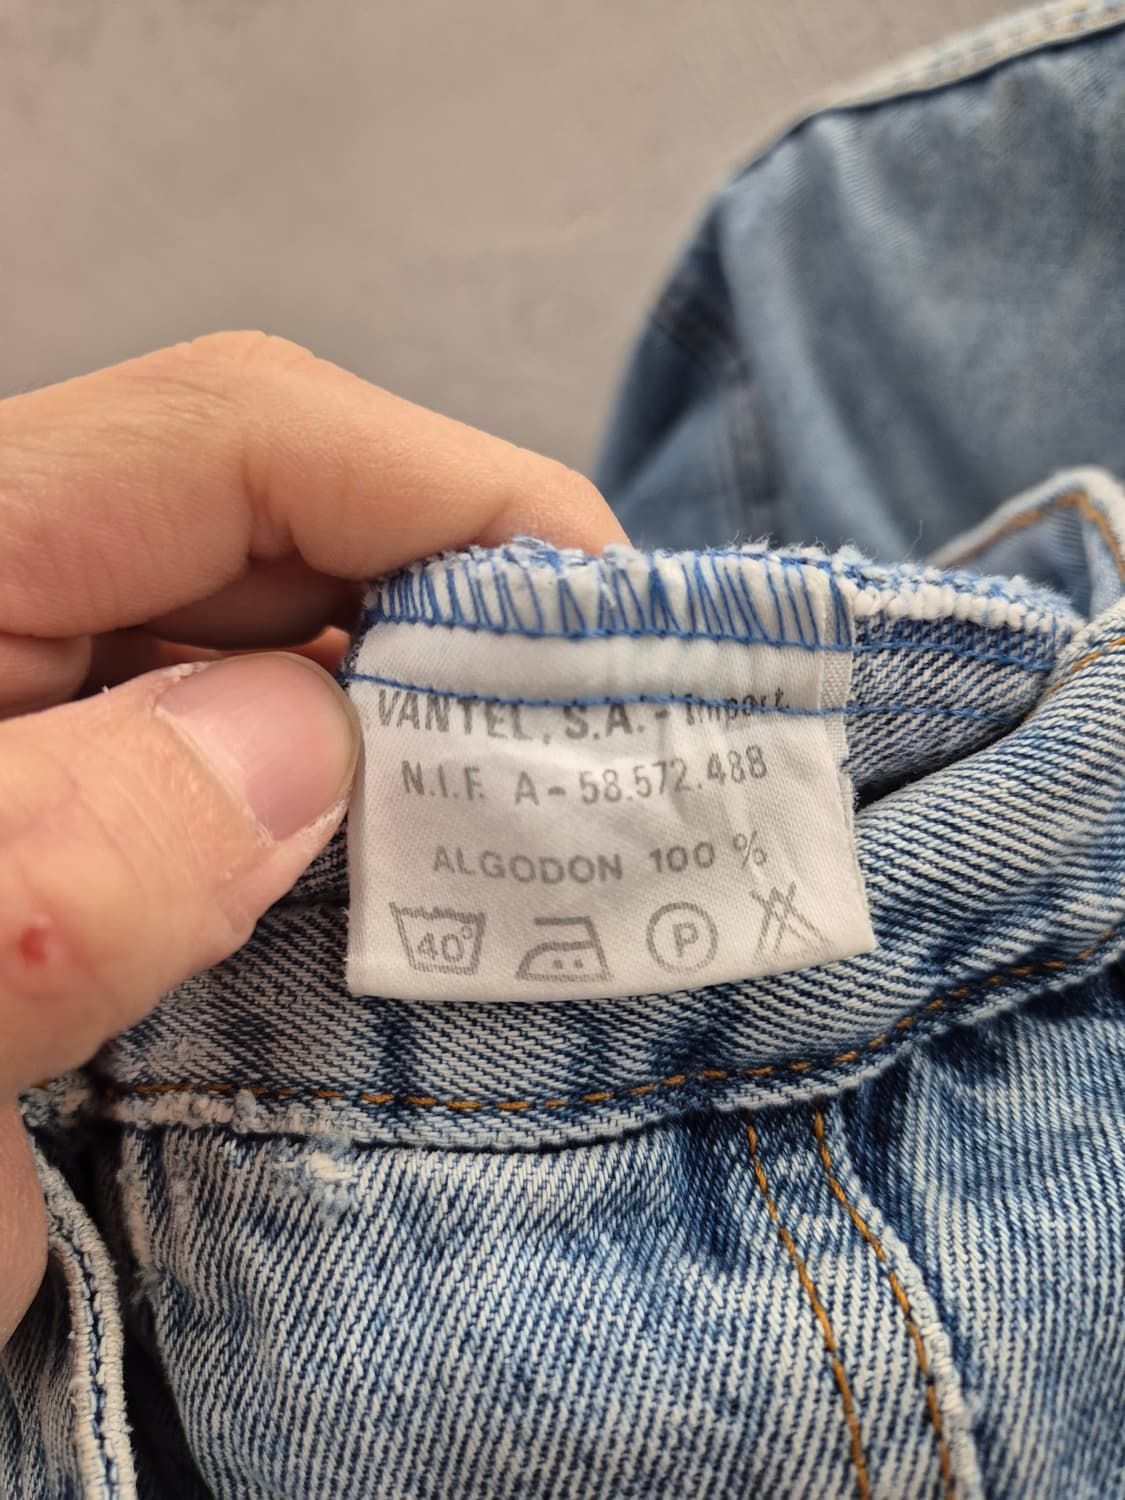 VANTEL, S.A. - Import.
N.I.F. A-58.572.488
ALGODON 100 %
40°
P